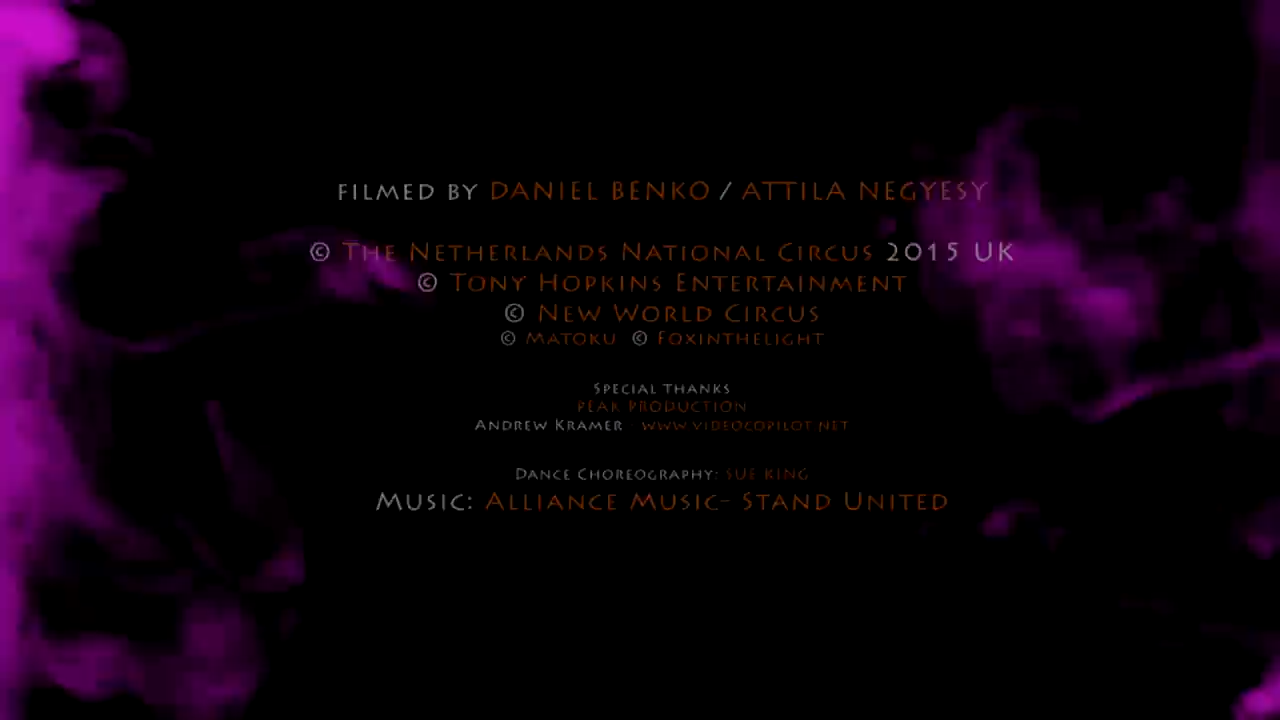 FILMED BY DANIEL BENKO / ATTILA NEGYESY
© THE NETHERLANDS NATIONAL CIRCUS 2015 UK
© TONY HOPKINS ENTERTAINMENT
© NEW WORLD CIRCUS
© MATOKU © FOXINTHELIGHT
SPECIAL THANKS
PEAK PRODUCTION
ANDREW KRAMER WWW.VIDEOCOPILOT.NET
DANCE CHOREOGRAPHY: SUE KING
MUSIC: ALLIANCE MUSIC- STAND UNITED